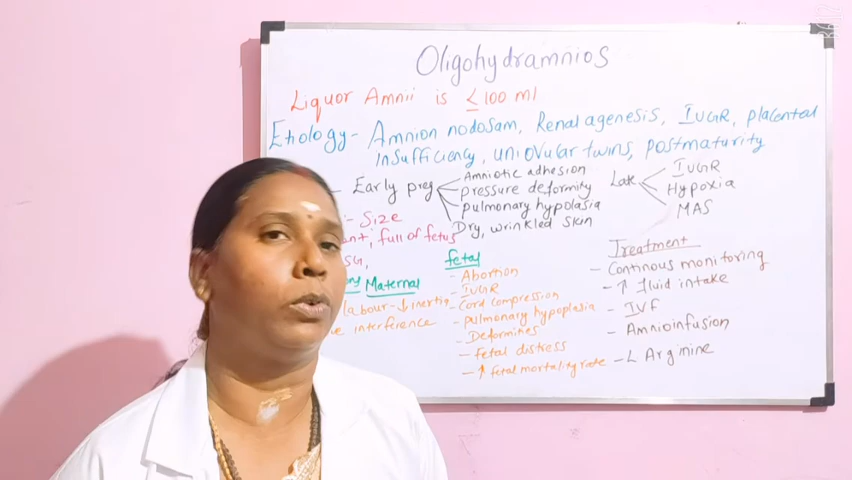 Oligohydramnios
Liquor Amnii is ≤100 ml
Etiology- Amnion nodosam, Renal agenesis, IUGR, placental
insufficiency, uniovular twins, postmaturity
- Early preg
Amniotic adhesion
pressure deformity
pulmonary hypolasia
Dry, wrinkled skin
Late
IUGR
Hypoxia
MAS
- Size
full of fetus
SG,
Maternal
labour-↓ inertia
interference
fetal
- Abortion
- IUGR
- Cord compression
- pulmonary hypoplasia
- Deformities
- fetal distress
- ↑ fetal mortality rate
Treatment
- Continous monitoring
- ↑ fluid intake
- IVF
- Amnioinfusion
- L Arginine